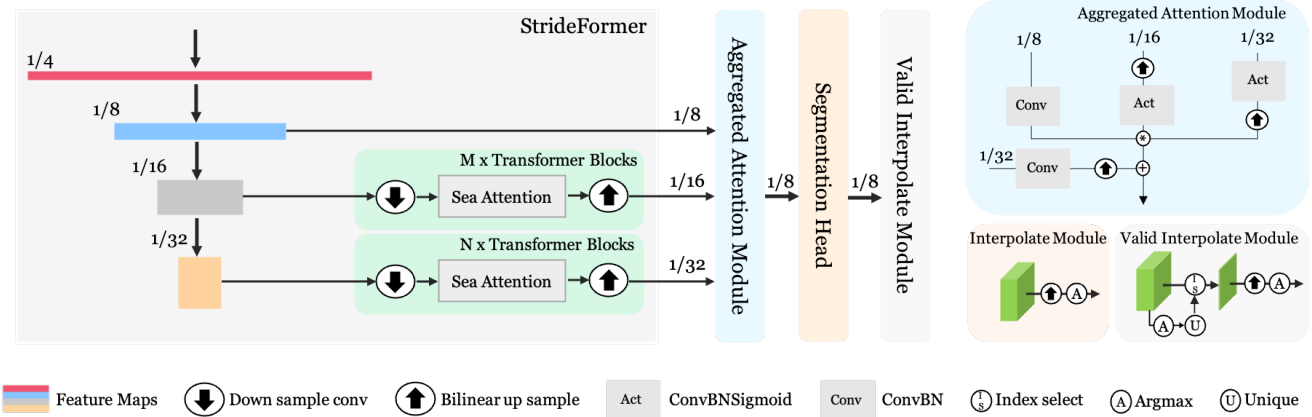 StrideFormer
1/4
1/8
1/8
1/16
M x Transformer Blocks
Sea Attention
1/16
1/32
N x Transformer Blocks
Sea Attention
1/32
Aggregated Attention Module
1/8
Segmentation Head
1/8
Valid Interpolate Module
Aggregated Attention Module
1/8
1/16
1/32
Conv
Act
Act
*
1/32
Conv
+
Interpolate Module
A
Valid Interpolate Module
I
S
A
A
U
Feature Maps
Down sample conv
Bilinear up sample
Act
ConvBNSigmoid
Conv
ConvBN
I
S
Index select
A
Argmax
U
Unique